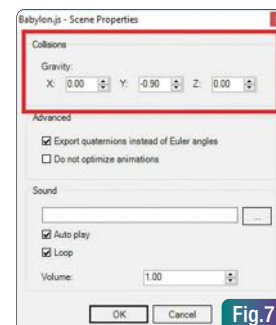 Babylon.js - Scene Properties
Collisions
Gravity:
X: 0.00 Y: -0.90 Z: 0.00
Advanced
Export quaternions instead of Euler angles
Do not optimize animations
Sound
...
Auto play
Loop
Volume: 1.00
OK Cancel
Fig.7